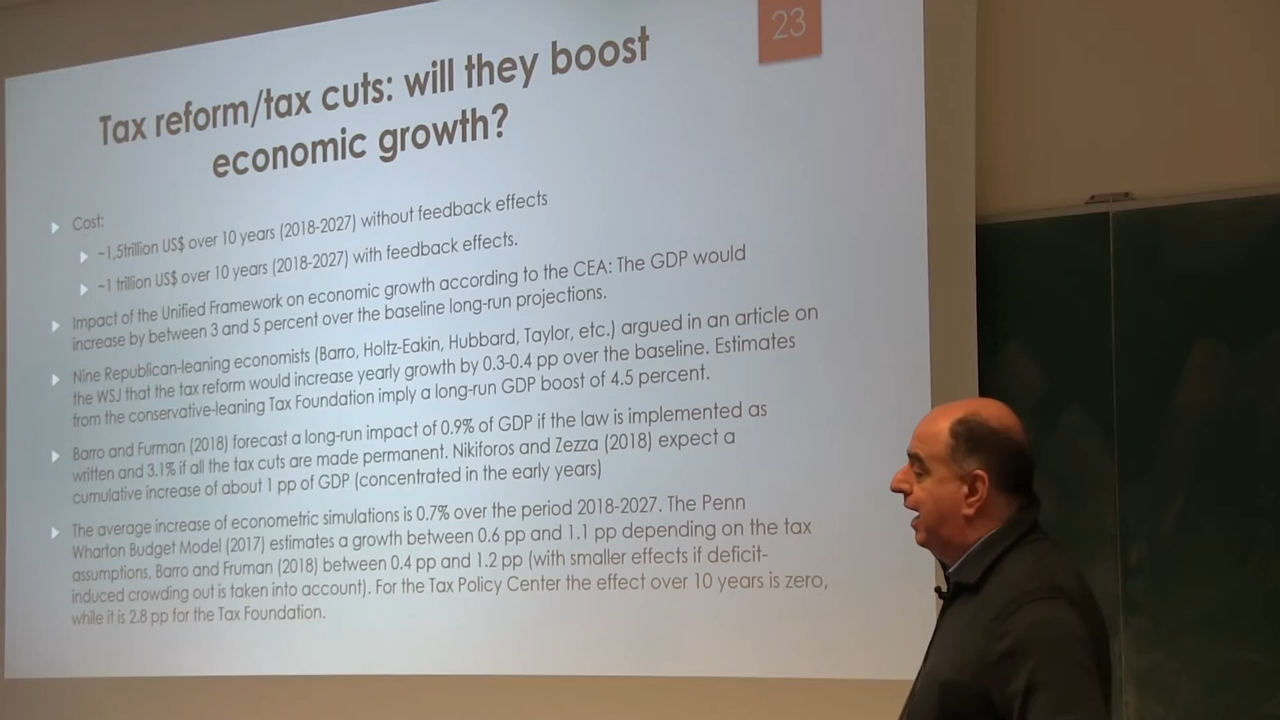 23
Tax reform/tax cuts: will they boost
economic growth?
Cost:
~1,5trillion US$ over 10 years (2018-2027) without feedback effects
~1 trillion US$ over 10 years (2018-2027) with feedback effects.
Impact of the Unified Framework on economic growth according to the CEA: The GDP would
increase by between 3 and 5 percent over the baseline long-run projections.
Nine Republican-leaning economists (Barro, Holtz-Eakin, Hubbard, Taylor, etc.) argued in an article on
the WSJ that the tax reform would increase yearly growth by 0.3-0.4 pp over the baseline. Estimates
from the conservative-leaning Tax Foundation imply a long-run GDP boost of 4.5 percent.
Barro and Furman (2018) forecast a long-run impact of 0.9% of GDP if the law is implemented as
written and 3.1% if all the tax cuts are made permanent. Nikiforos and Zezza (2018) expect a
cumulative increase of about 1 pp of GDP (concentrated in the early years)
The average increase of econometric simulations is 0.7% over the period 2018-2027. The Penn
Wharton Budget Model (2017) estimates a growth between 0.6 pp and 1.1 pp depending on the tax
assumptions, Barro and Fruman (2018) between 0.4 pp and 1.2 pp (with smaller effects if deficit-
induced crowding out is taken into account). For the Tax Policy Center the effect over 10 years is zero,
while it is 2.8 pp for the Tax Foundation.